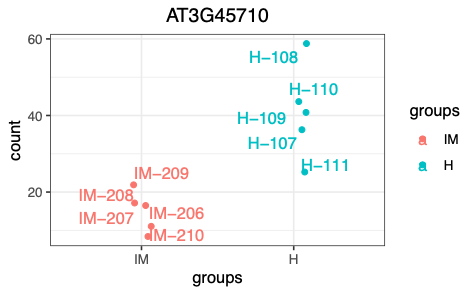 AT3G45710
60
H−108
H−110
groups
40
H−109
IM
count
H−107
H
H−111
IM−209
20
IM−208
IM−206
IM−207
IM−210
IM
H
groups